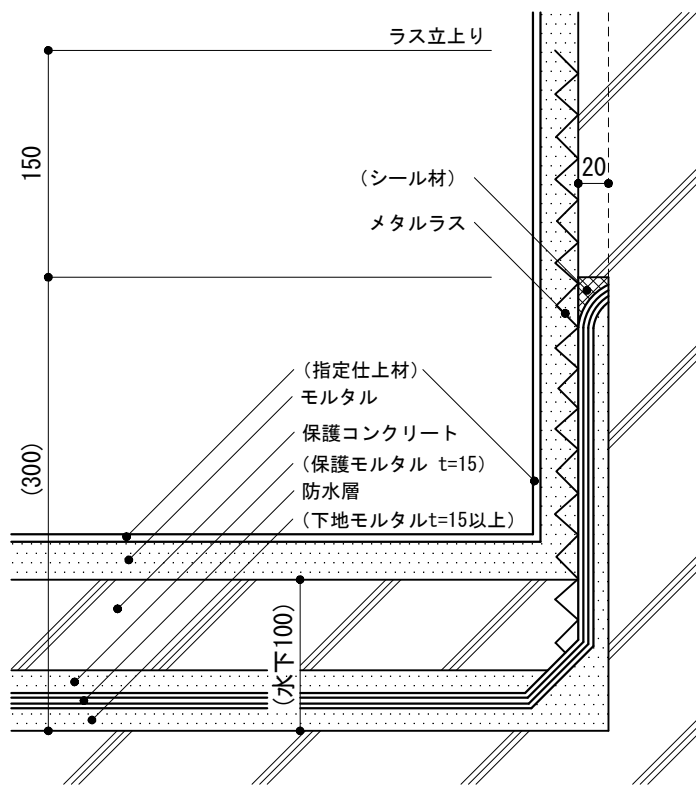 ラス立上り
150
20
(シール材)
メタルラス
(指定仕上材)
モルタル
保護コンクリート
(保護モルタル t=15)
防水層
(下地モルタルt=15以上)
(300)
(水下100)